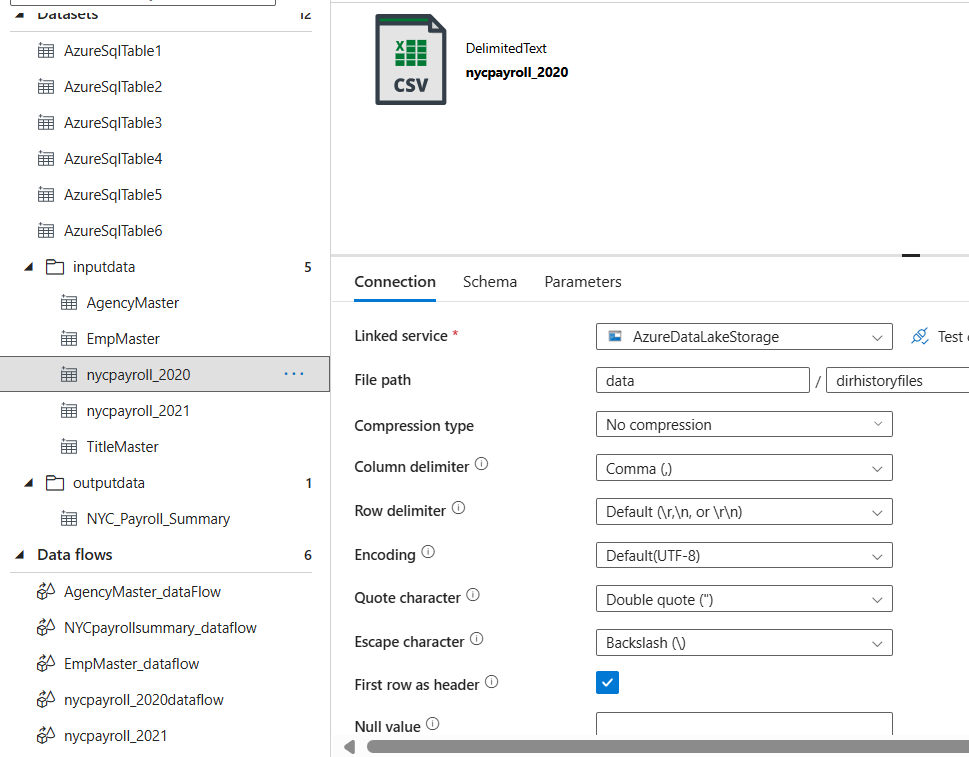 Datasets 12
AzureSqlTable1
AzureSqlTable2
AzureSqlTable3
AzureSqlTable4
AzureSqlTable5
AzureSqlTable6
inputdata 5
AgencyMaster
EmpMaster
nycpayroll_2020 ...
nycpayroll_2021
TitleMaster
outputdata 1
NYC_Payroll_Summary
Data flows 6
AgencyMaster_dataFlow
NYCpayrollsummary_dataflow
EmpMaster_dataflow
nycpayroll_2020dataflow
nycpayroll_2021
X
CSV
DelimitedText
nycpayroll_2020
Connection Schema Parameters
Linked service * AzureDataLakeStorage Test
File path data / dirhistoryfiles
Compression type No compression
Column delimiter Comma (,)
Row delimiter Default (\r,\n, or \r\n)
Encoding Default(UTF-8)
Quote character Double quote (")
Escape character Backslash (\)
First row as header
Null value